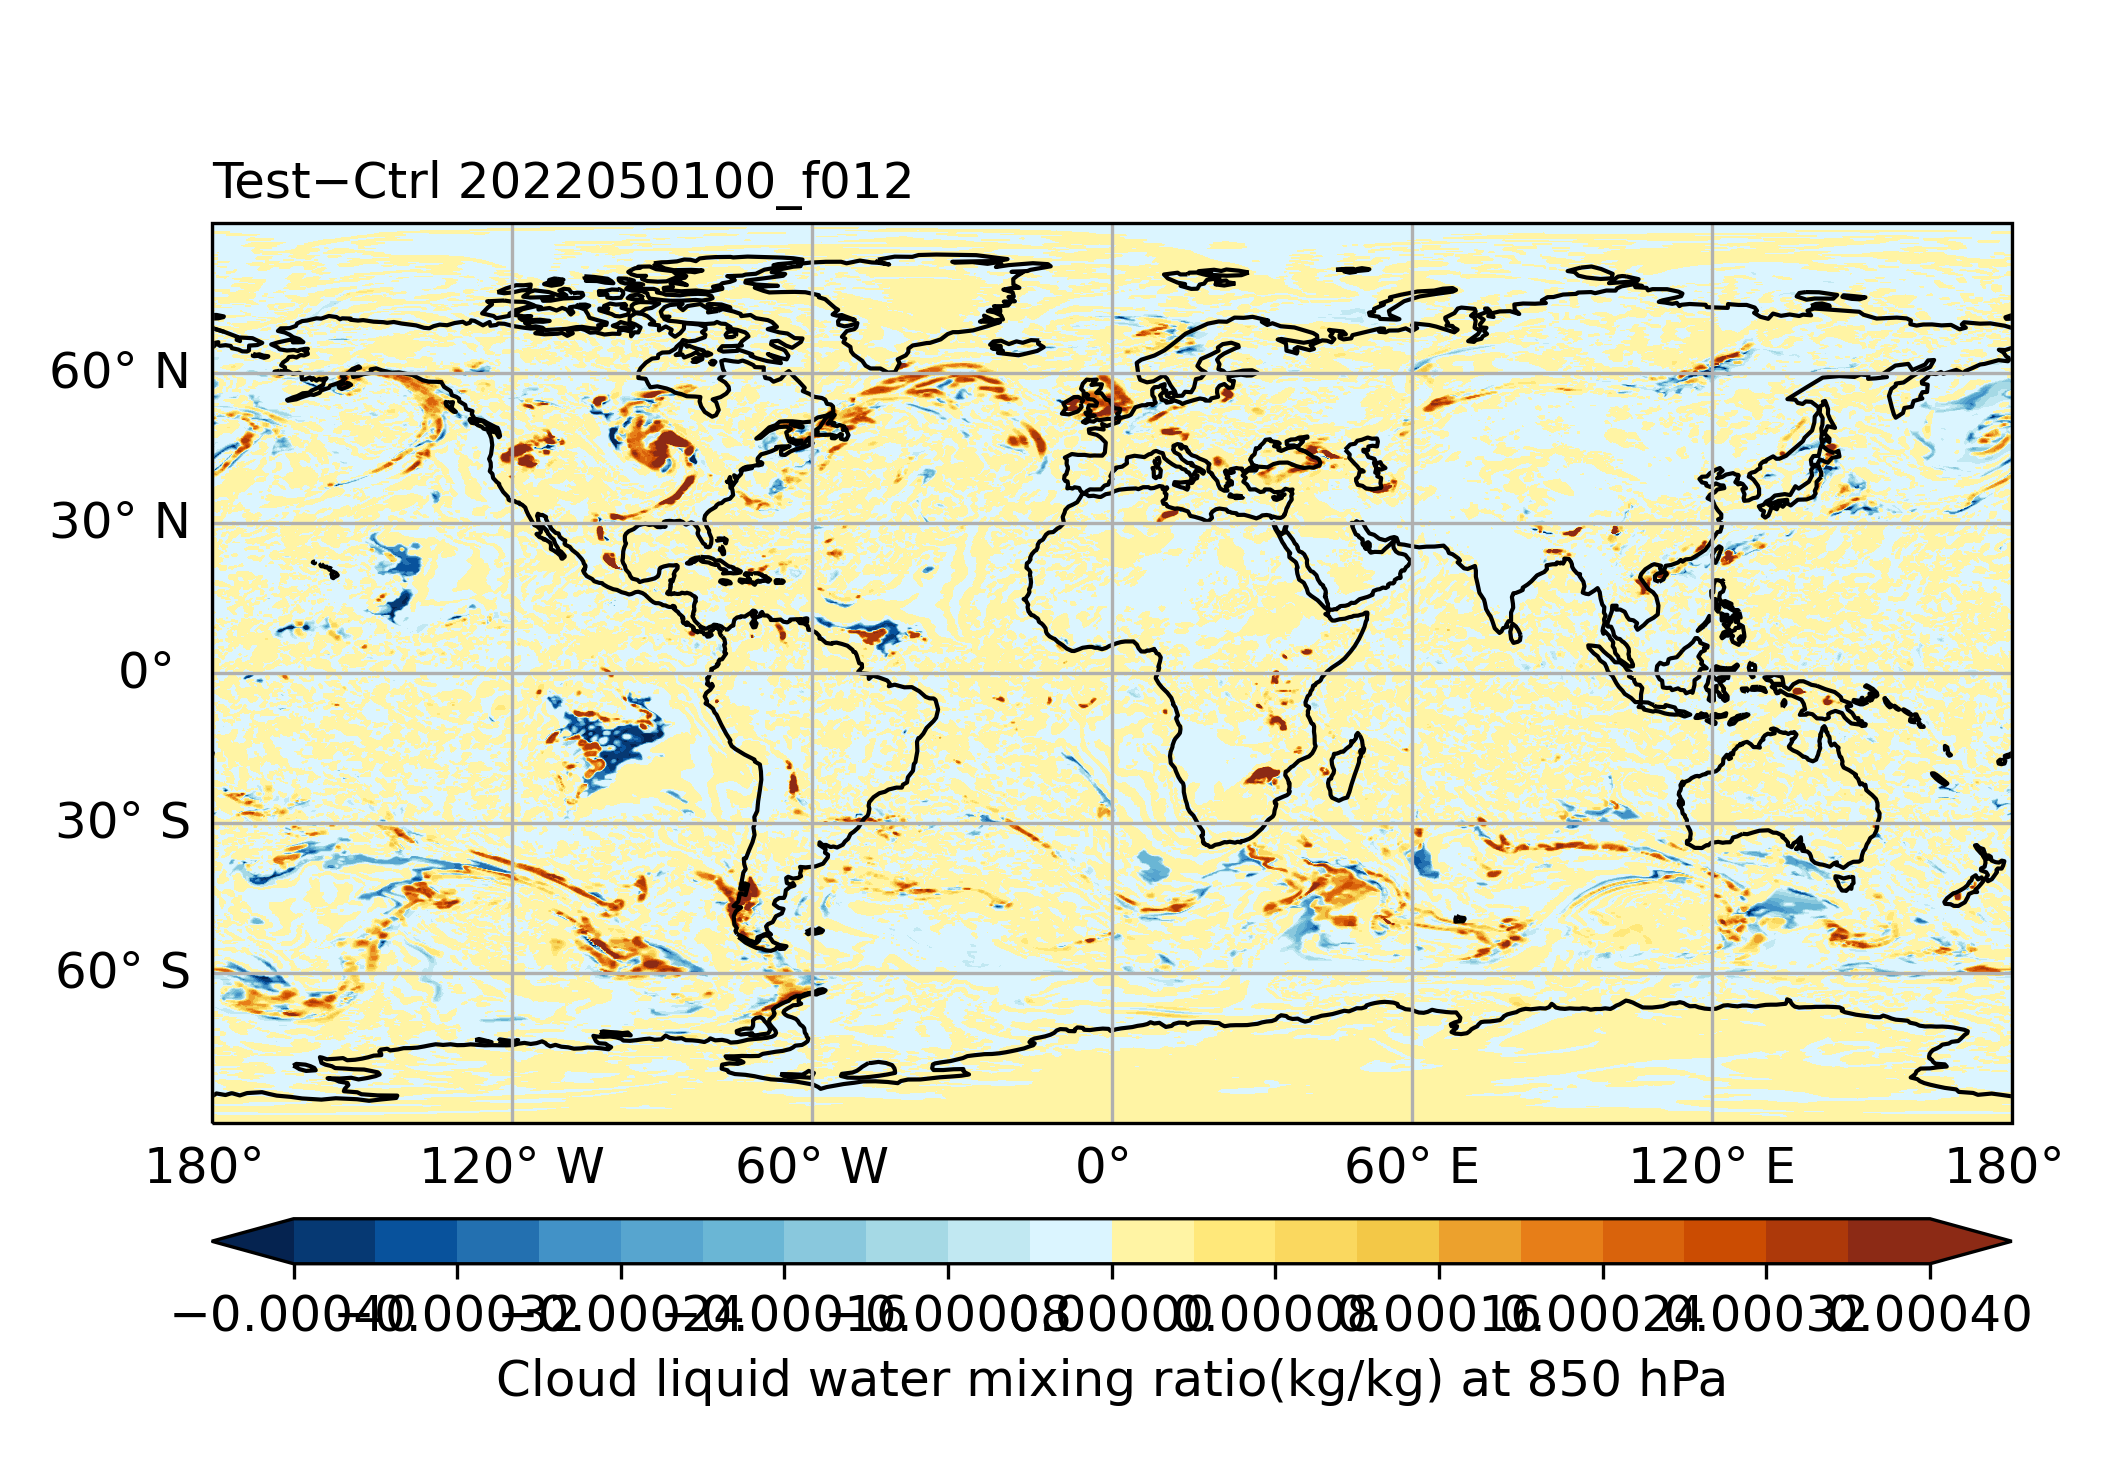 Test−Ctrl 2022050100_f012
60° N
30° N
0°
30° S
60° S
180° 120° W 60° W 0° 60° E 120° E 180°
−0.00040 −0.00032 −0.00024 −0.00016 −0.00008 0.00000 0.00008 0.00016 0.00024 0.00032 0.00040
Cloud liquid water mixing ratio(kg/kg) at 850 hPa